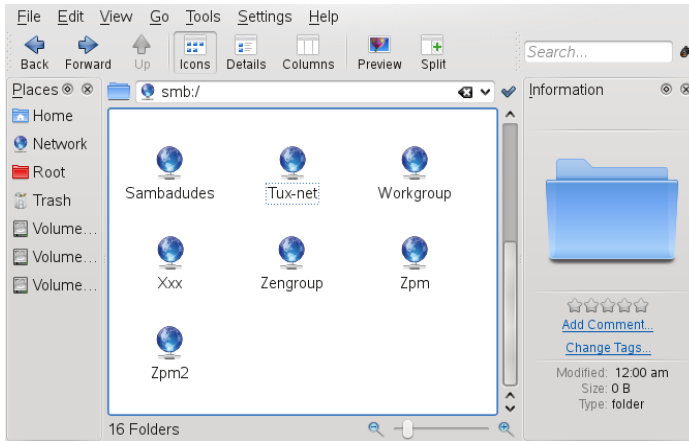 File Edit View Go Tools Settings Help
Back Forward Up Icons Details Columns Preview Split Search...
Places
Home
Network
Root
Trash
Volume...
Volume...
Volume...
smb:/
Sambadudes Tux-net Workgroup
Xxx Zengroup Zpm
Zpm2
16 Folders
Information
Add Comment...
Change Tags...
Modified: 12:00 am
Size: 0 B
Type: folder